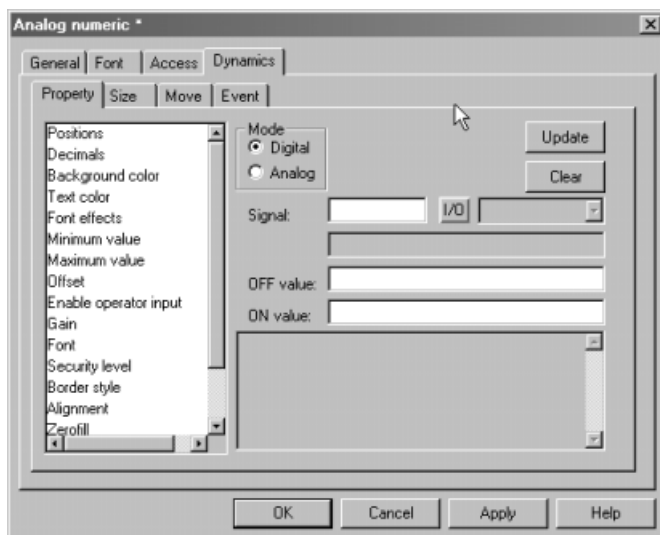 Analog numeric *
General Font Access Dynamics
Property Size Move Event
Positions
Decimals
Background color
Text color
Font effects
Minimum value
Maximum value
Offset
Enable operator input
Gain
Font
Security level
Border style
Alignment
Zerofill
Mode
Digital
Analog
Update
Clear
Signal: I/O
OFF value:
ON value:
OK Cancel Apply Help